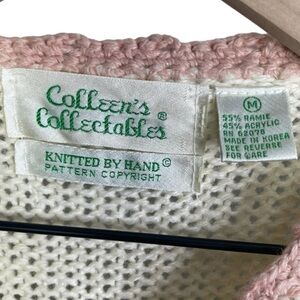 Colleen's
Collectables ®
KNITTED BY HAND ©
PATTERN COPYRIGHT
M
55% RAMIE
45% ACRYLIC
RN 62070
MADE IN KOREA
SEE REVERSE
FOR CARE